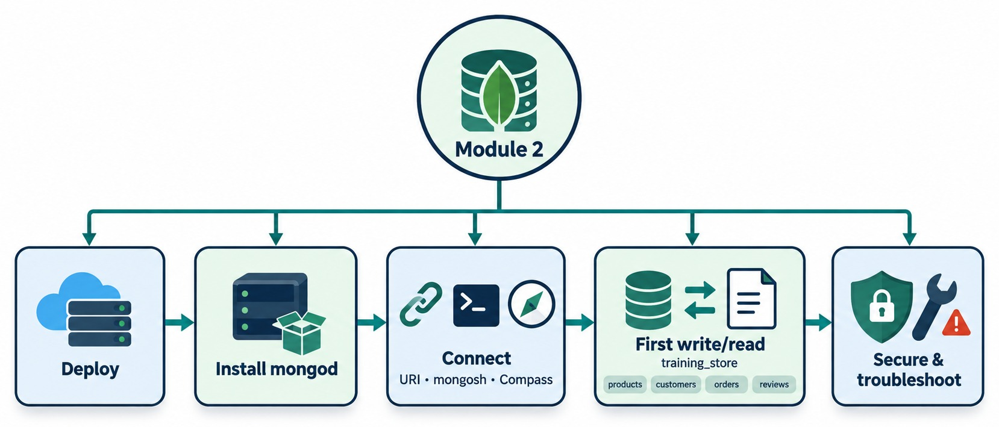 Module 2
Deploy
Install mongod
Connect
URI • mongosh • Compass
First write/read
training_store
products
customers
orders
reviews
Secure &
troubleshoot